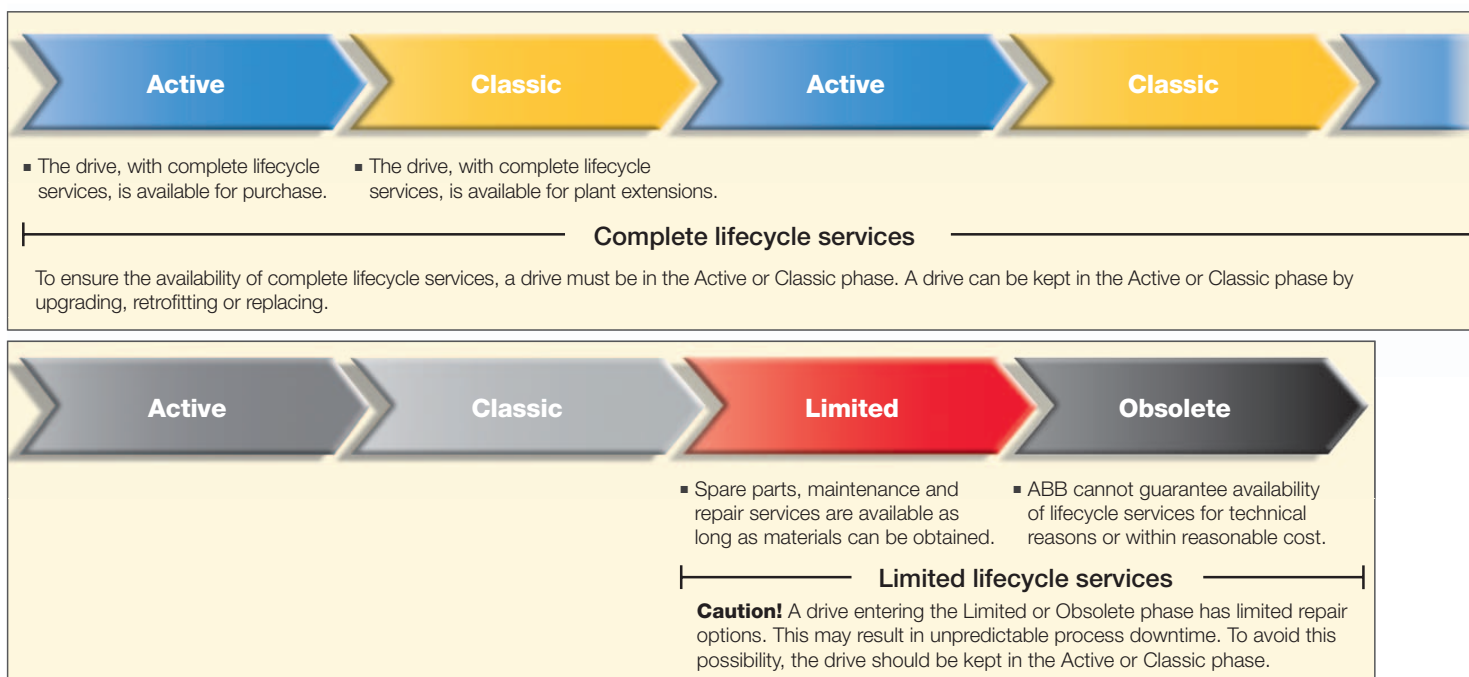 Active
Classic
Active
Classic
▪ The drive, with complete lifecycle
services, is available for purchase.
▪ The drive, with complete lifecycle
services, is available for plant extensions.
Complete lifecycle services
To ensure the availability of complete lifecycle services, a drive must be in the Active or Classic phase. A drive can be kept in the Active or Classic phase by
upgrading, retrofitting or replacing.
Active
Classic
Limited
Obsolete
▪ Spare parts, maintenance and
repair services are available as
long as materials can be obtained.
▪ ABB cannot guarantee availability
of lifecycle services for technical
reasons or within reasonable cost.
Limited lifecycle services
Caution! A drive entering the Limited or Obsolete phase has limited repair
options. This may result in unpredictable process downtime. To avoid this
possibility, the drive should be kept in the Active or Classic phase.